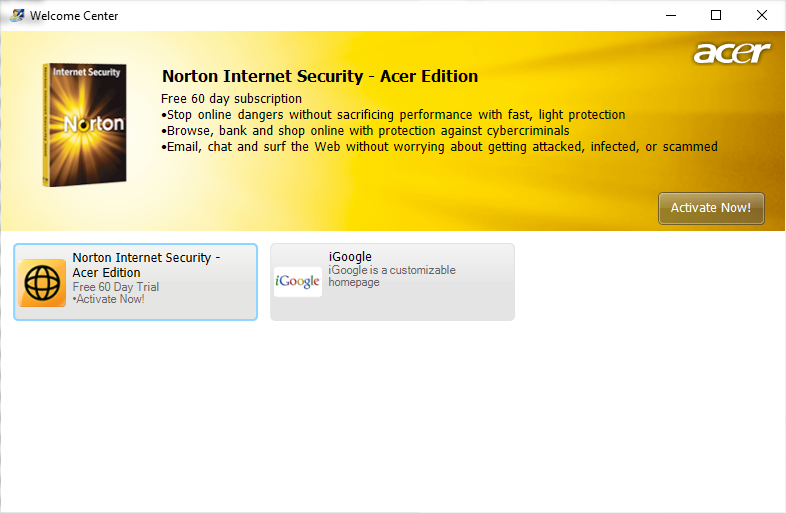 Welcome Center
acer
Internet Security
Norton
Norton Internet Security - Acer Edition
Free 60 day subscription
•Stop online dangers without sacrificing performance with fast, light protection
•Browse, bank and shop online with protection against cybercriminals
•Email, chat and surf the Web without worrying about getting attacked, infected, or scammed
Activate Now!
Norton Internet Security -
Acer Edition
Free 60 Day Trial
•Activate Now!
iGoogle
iGoogle
iGoogle is a customizable
homepage